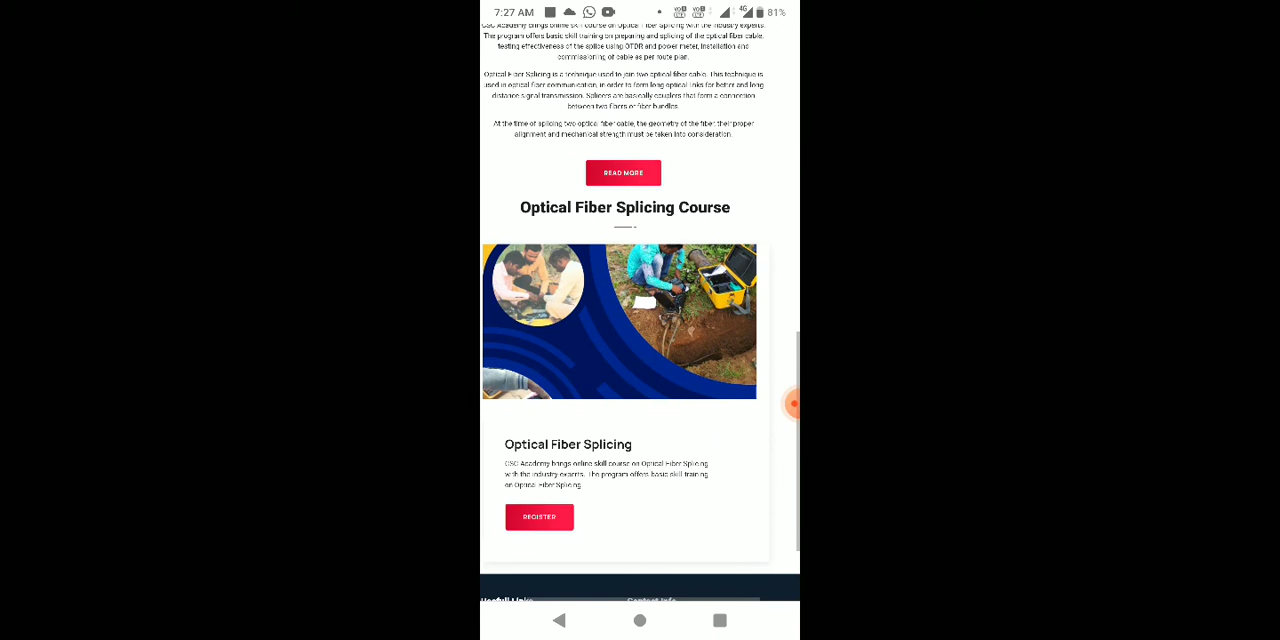 7:27 AM
4G
81%
CSC Academy brings online skill course on Optical Fiber Splicing with the industry experts.
The program offers basic skill training on preparing and splicing of the optical fiber cable,
testing effectiveness of the splice using OTDR and power meter, Installation and
commissioning of cable as per route plan.
Optical Fiber Splicing is a technique used to join two optical fiber cable. This technique is
used in optical fiber communication, in order to form long optical links for better and long
distance signal transmission. Splicers are basically couplers that form a connection
between two fibers or fiber bundles.
At the time of splicing two optical fiber cable, the geometry of the fiber, their proper
alignment and mechanical strength must be taken into consideration.
READ MORE
Optical Fiber Splicing Course
Optical Fiber Splicing
CSC Academy brings online skill course on Optical Fiber Splicing
with the industry experts. The program offers basic skill training
on Optical Fiber Splicing
REGISTER
Usefull Links
Contact Info